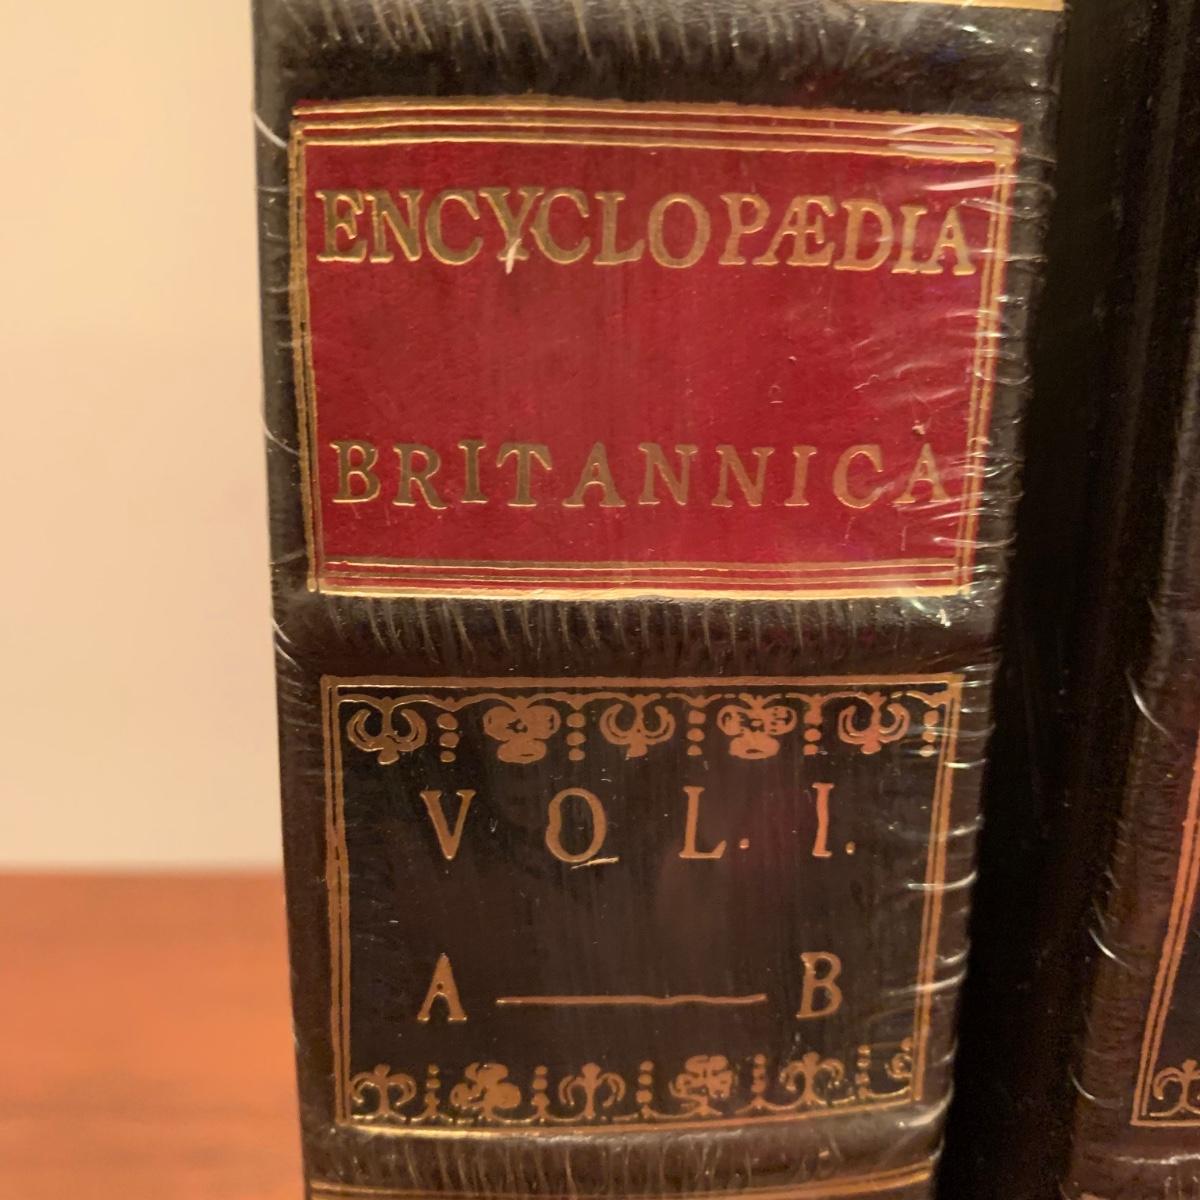 ENCYCLOPÆDIA
BRITANNICA
VOL. I.
A — B